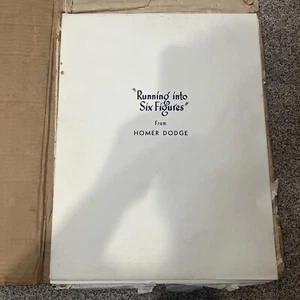 "Running into
Six Figures"
From
HOMER DODGE